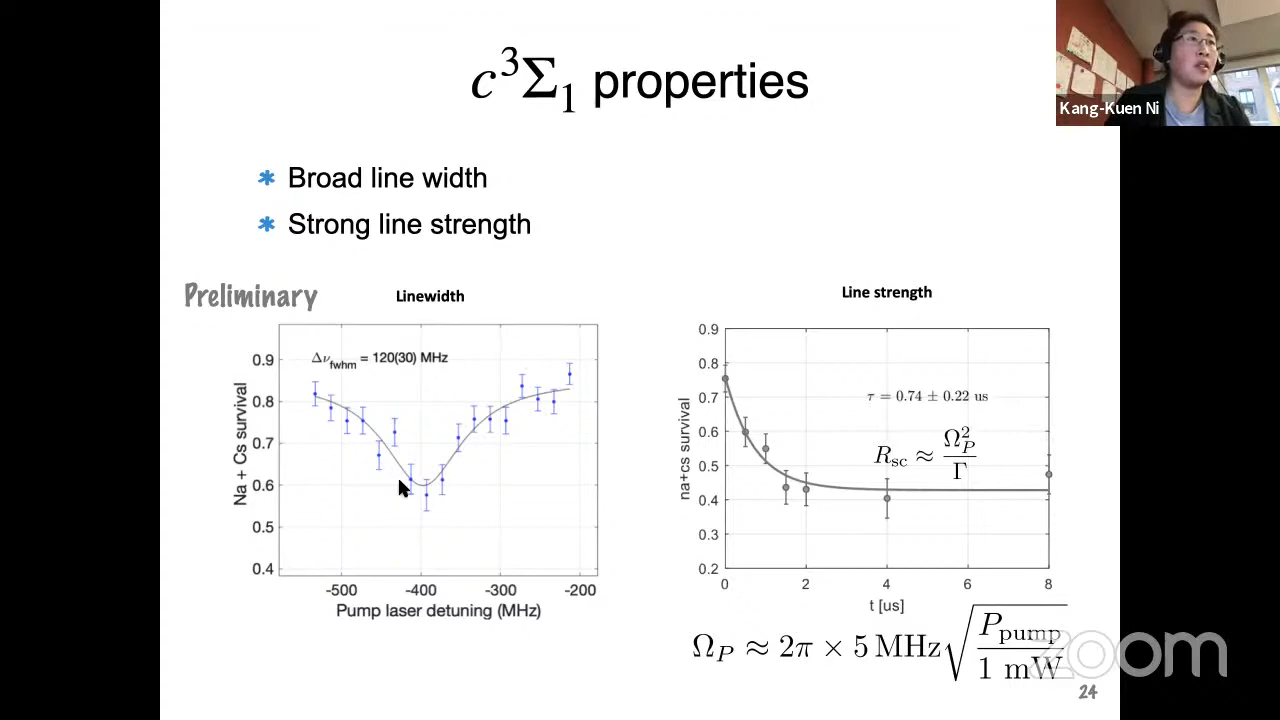 c³Σ₁ properties
Kang-Kuen Ni
* Broad line width
* Strong line strength
Preliminary
Linewidth
Δν_fwhm = 120(30) MHz
Na + Cs survival
0.9
0.8
0.7
0.6
0.5
0.4
-500 -400 -300 -200
Pump laser detuning (MHz)
Line strength
τ = 0.74 ± 0.22 us
R_sc ≈ Ω_P²/Γ
na+cs survival
0.9
0.8
0.7
0.6
0.5
0.4
0.3
0.2
0 2 4 6 8
t [us]
Ω_P ≈ 2π × 5 MHz √(P_pump/1 mW)
zoom
24